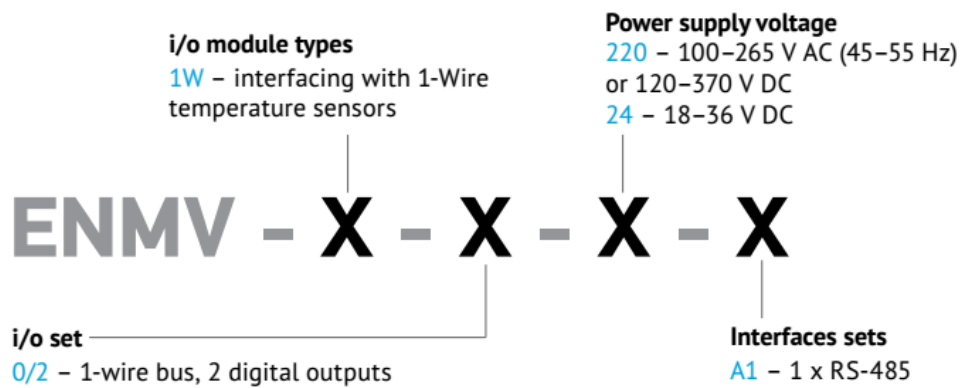 i/o module types
1W – interfacing with 1-Wire
temperature sensors
Power supply voltage
220 – 100–265 V AC (45–55 Hz)
or 120–370 V DC
24 – 18–36 V DC
ENMV – X – X – X – X
i/o set
0/2 – 1-wire bus, 2 digital outputs
Interfaces sets
A1 – 1 x RS-485